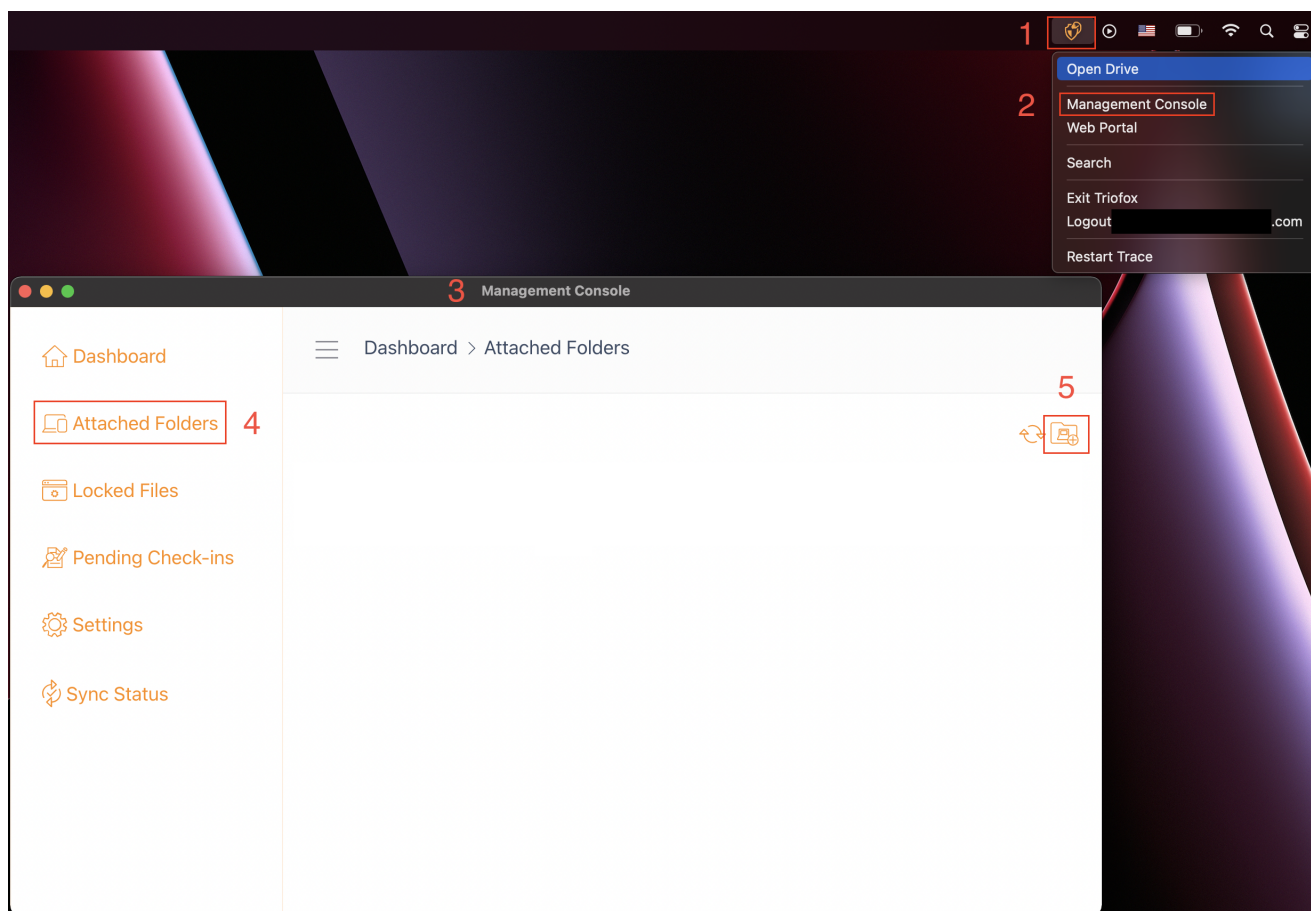 1
Open Drive
2
Management Console
Web Portal
Search
Exit Triofox
Logout .com
Restart Trace
3 Management Console
Dashboard
Dashboard > Attached Folders
5
Attached Folders 4
Locked Files
Pending Check-ins
Settings
Sync Status